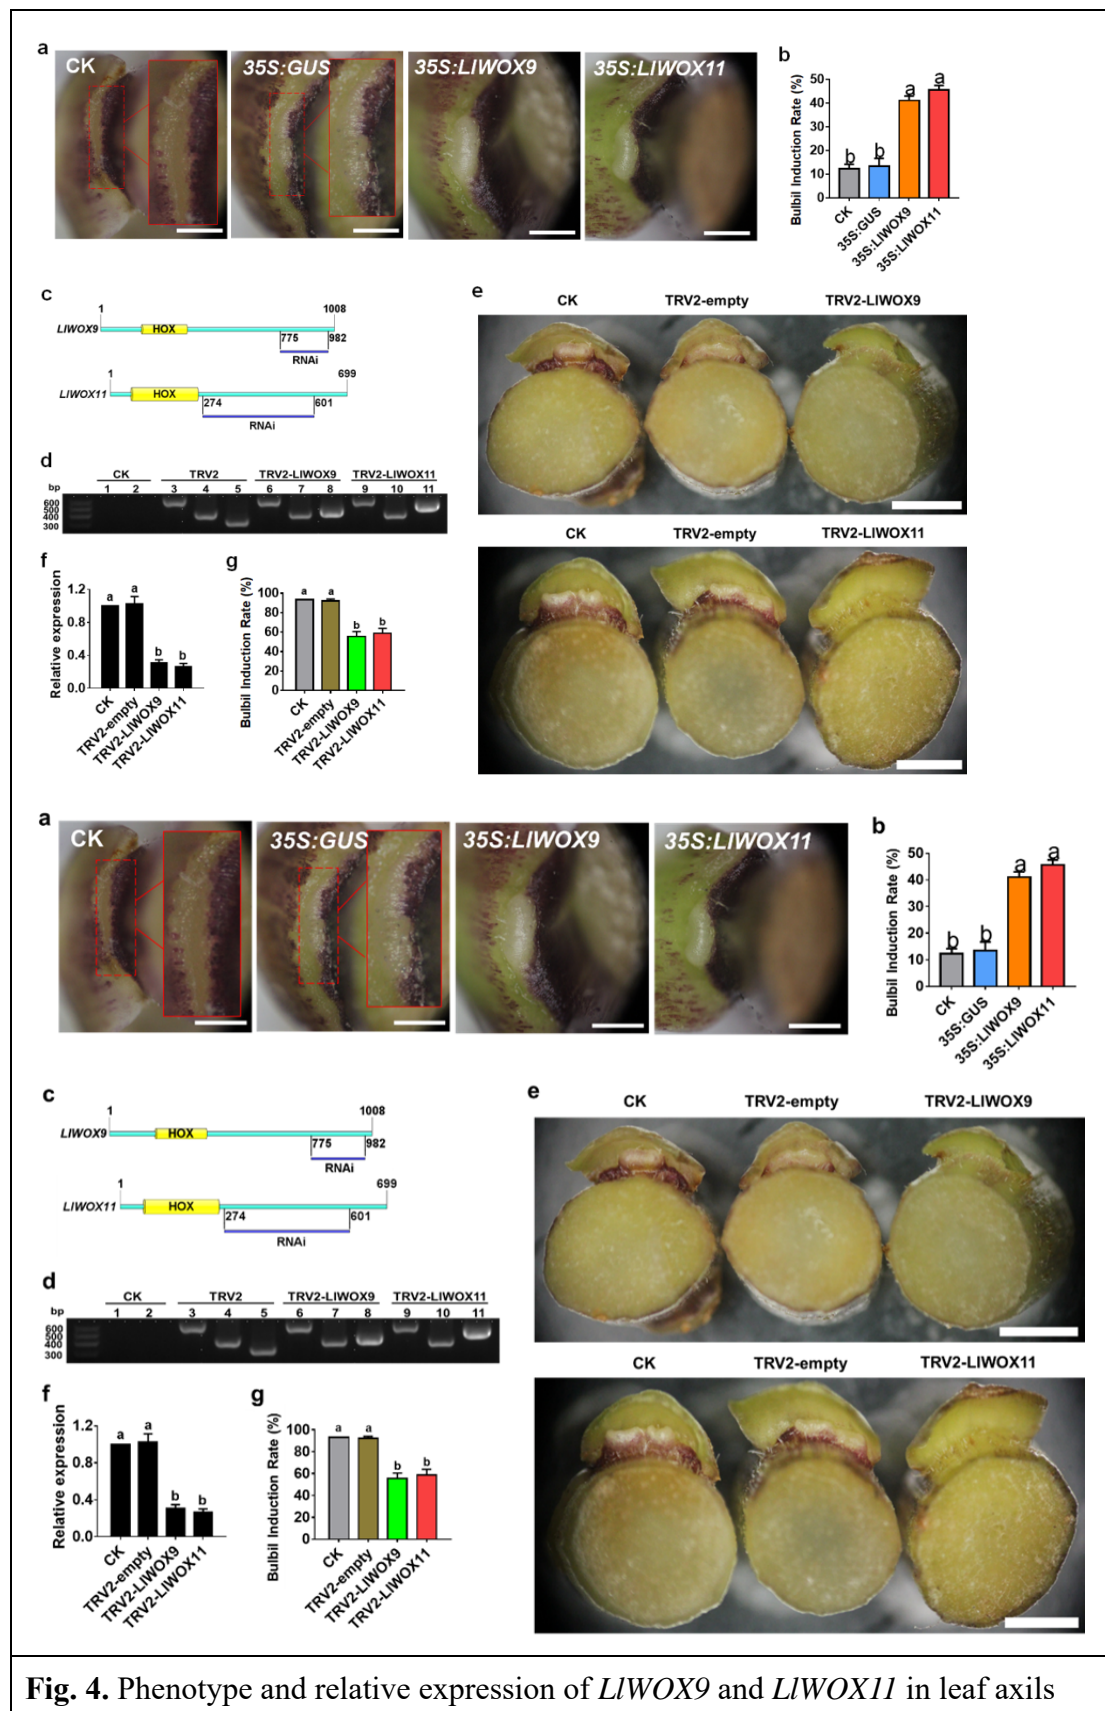 a
CK
35S:GUS
35S:LlWOX9
35S:LlWOX11
b
Bulbil Induction Rate (%)
50
40
30
20
10
0
b
b
a
a
CK
35S:GUS
35S:LlWOX9
35S:LlWOX11
c
1
1008
LlWOX9
HOX
775
982
RNAi
1
699
LlWOX11
HOX
274
601
RNAi
d
CK
TRV2
TRV2-LlWOX9
TRV2-LlWOX11
bp
1 2 3 4 5 6 7 8 9 10 11
600
500
400
300
e
CK
TRV2-empty
TRV2-LlWOX9
CK
TRV2-empty
TRV2-LlWOX11
f
Relative expression
1.2
0.8
0.4
0.0
a
a
b
b
CK
TRV2-empty
TRV2-LlWOX9
TRV2-LlWOX11
g
Bulbil Induction Rate (%)
100
80
60
40
20
0
a
a
b
b
CK
TRV2-empty
TRV2-LlWOX9
TRV2-LlWOX11
a
CK
35S:GUS
35S:LlWOX9
35S:LlWOX11
b
Bulbil Induction Rate (%)
50
40
30
20
10
0
b
b
a
a
CK
35S:GUS
35S:LlWOX9
35S:LlWOX11
c
1
1008
LlWOX9
HOX
775
982
RNAi
1
699
LlWOX11
HOX
274
601
RNAi
d
CK
TRV2
TRV2-LlWOX9
TRV2-LlWOX11
bp
1 2 3 4 5 6 7 8 9 10 11
600
500
400
300
e
CK
TRV2-empty
TRV2-LlWOX9
CK
TRV2-empty
TRV2-LlWOX11
f
Relative expression
1.2
0.8
0.4
0.0
a
a
b
b
CK
TRV2-empty
TRV2-LlWOX9
TRV2-LlWOX11
g
Bulbil Induction Rate (%)
100
80
60
40
20
0
a
a
b
b
CK
TRV2-empty
TRV2-LlWOX9
TRV2-LlWOX11
Fig. 4. Phenotype and relative expression of LlWOX9 and LlWOX11 in leaf axils